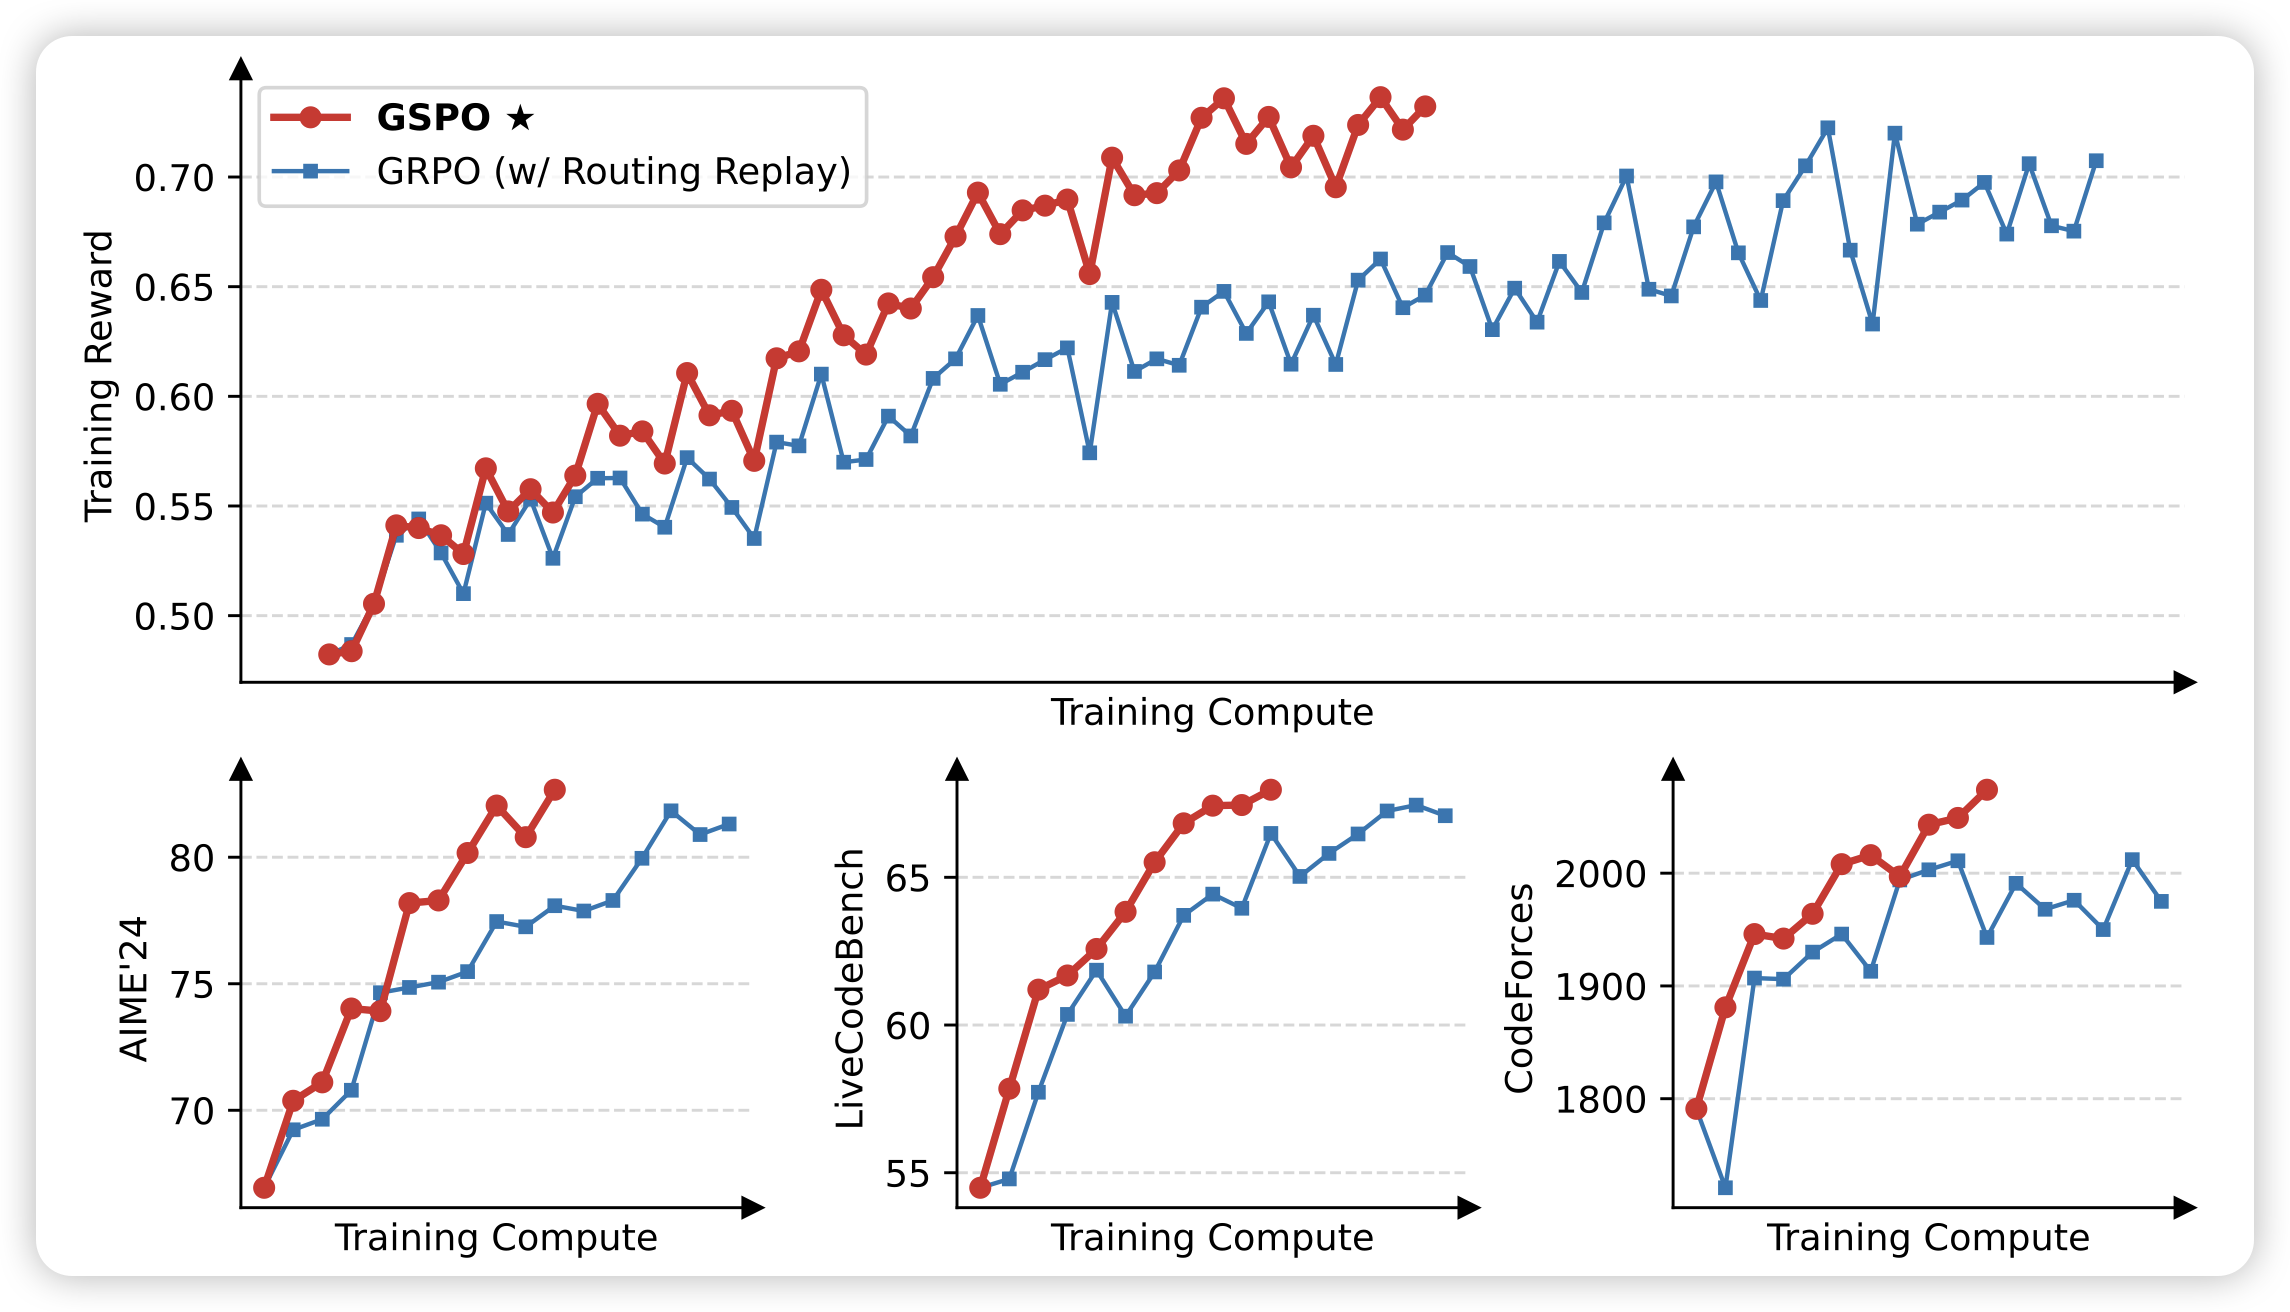 GSPO ★
GRPO (w/ Routing Replay)
Training Reward
0.70
0.65
0.60
0.55
0.50
Training Compute
AIME'24
80
75
70
Training Compute
LiveCodeBench
65
60
55
Training Compute
CodeForces
2000
1900
1800
Training Compute